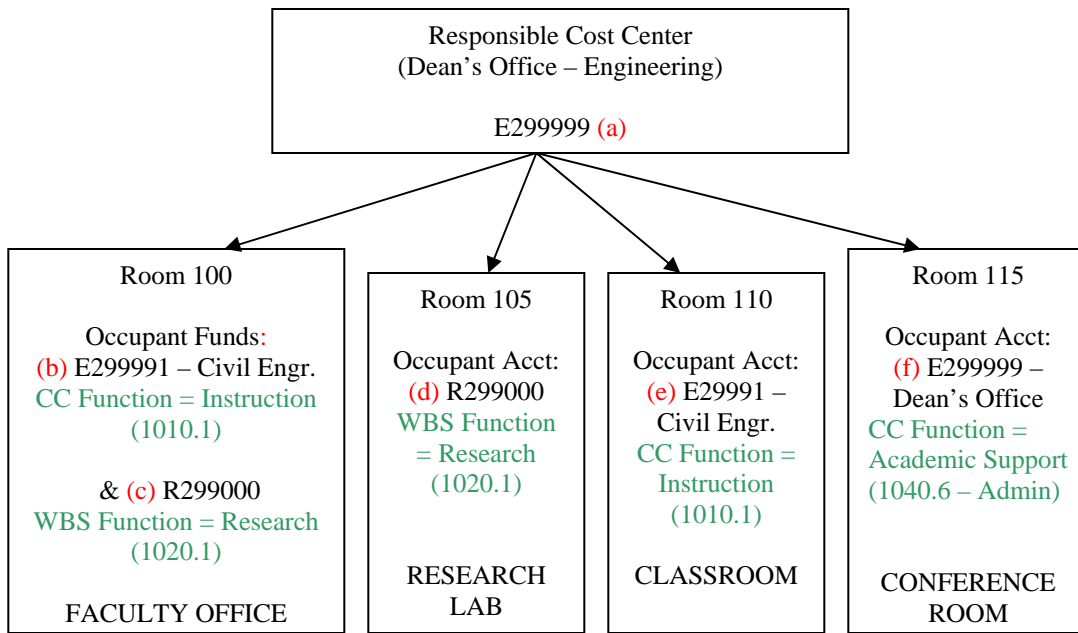 Responsible Cost Center
(Dean’s Office – Engineering)
E299999 (a)
Room 100
Occupant Funds:
(b) E299991 – Civil Engr.
CC Function = Instruction
(1010.1)
& (c) R299000
WBS Function = Research
(1020.1)
FACULTY OFFICE
Room 105
Occupant Acct:
(d) R299000
WBS Function
= Research
(1020.1)
RESEARCH
LAB
Room 110
Occupant Acct:
(e) E29991 –
Civil Engr.
CC Function =
Instruction
(1010.1)
CLASSROOM
Room 115
Occupant Acct:
(f) E299999 –
Dean’s Office
CC Function =
Academic Support
(1040.6 – Admin)
CONFERENCE
ROOM